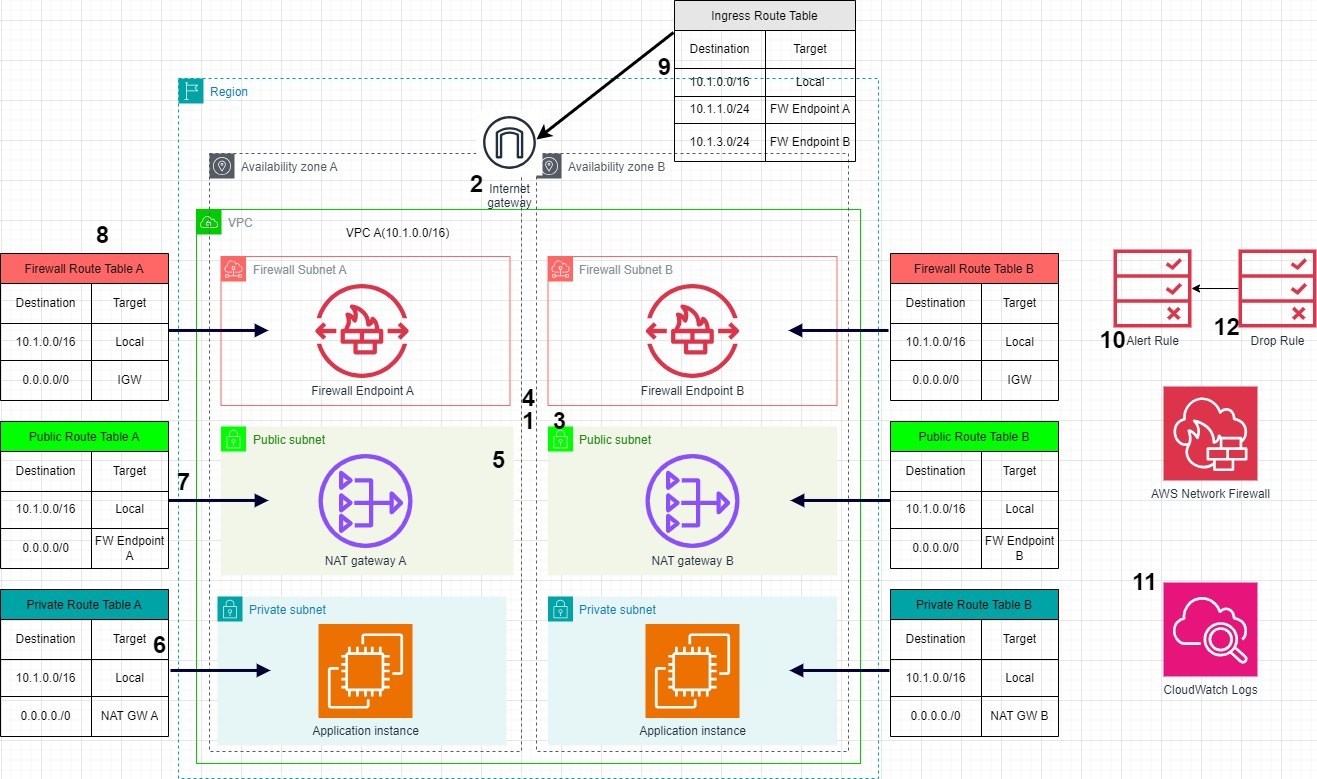 Ingress Route Table
Destination Target
9
10.1.0.0/16 Local
10.1.1.0/24 FW Endpoint A
10.1.3.0/24 FW Endpoint B
Region
Availability zone A
Availability zone B
2
Internet
gateway
VPC
VPC A(10.1.0.0/16)
8
Firewall Route Table A
Destination Target
10.1.0.0/16 Local
0.0.0.0/0 IGW
Firewall Subnet A
Firewall Endpoint A
Firewall Subnet B
Firewall Endpoint B
Firewall Route Table B
Destination Target
10.1.0.0/16 Local
0.0.0.0/0 IGW
10
Alert Rule
12
Drop Rule
4
1
3
Public Route Table A
Destination Target
10.1.0.0/16 Local
0.0.0.0/0 FW Endpoint
A
7
Public subnet
5
NAT gateway A
Public subnet
NAT gateway B
Public Route Table B
Destination Target
10.1.0.0/16 Local
0.0.0.0/0 FW Endpoint
B
AWS Network Firewall
Private Route Table A
Destination Target
6
10.1.0.0/16 Local
0.0.0.0./0 NAT GW A
Private subnet
Application instance
Private subnet
Application instance
Private Route Table B
Destination Target
10.1.0.0/16 Local
0.0.0.0./0 NAT GW B
11
CloudWatch Logs